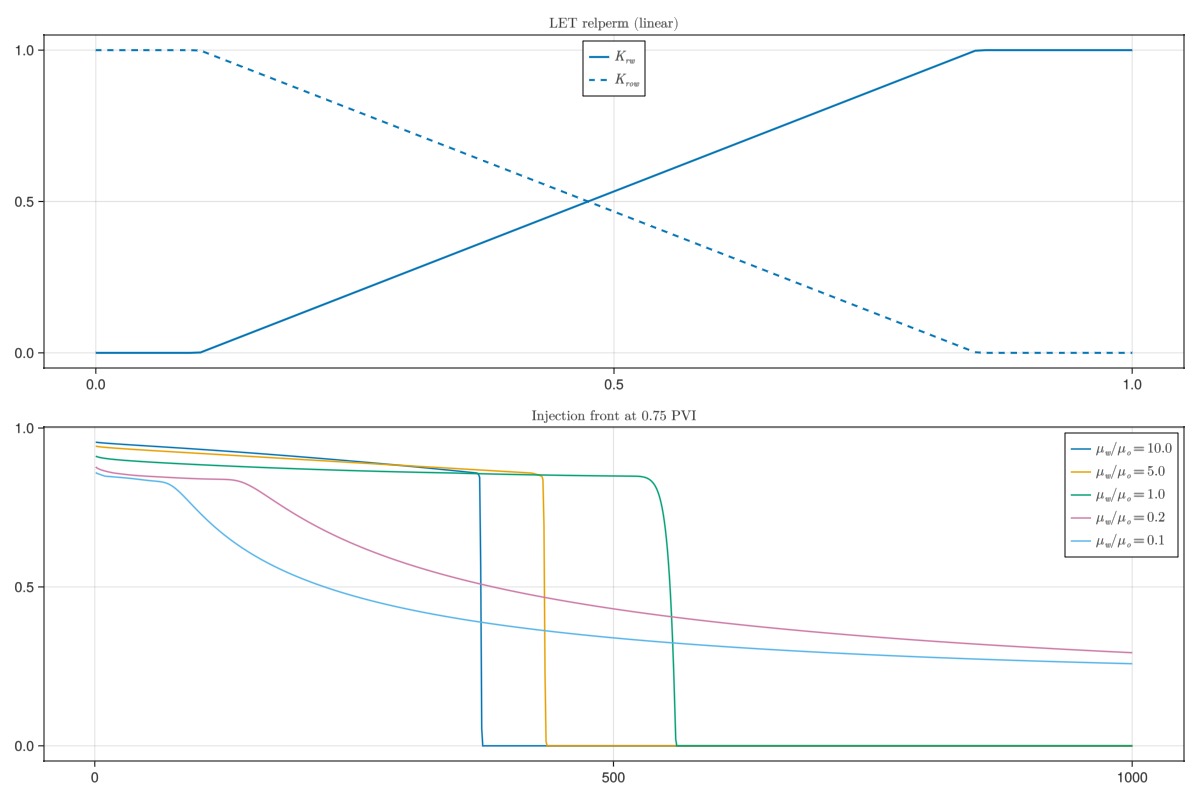 LET relperm (linear)
1.0
K_rw
K_row
0.5
0.0
0.0 0.5 1.0
Injection front at 0.75 PVI
1.0
μ_w/μ_o = 10.0
μ_w/μ_o = 5.0
μ_w/μ_o = 1.0
μ_w/μ_o = 0.2
μ_w/μ_o = 0.1
0.5
0.0
0 500 1000